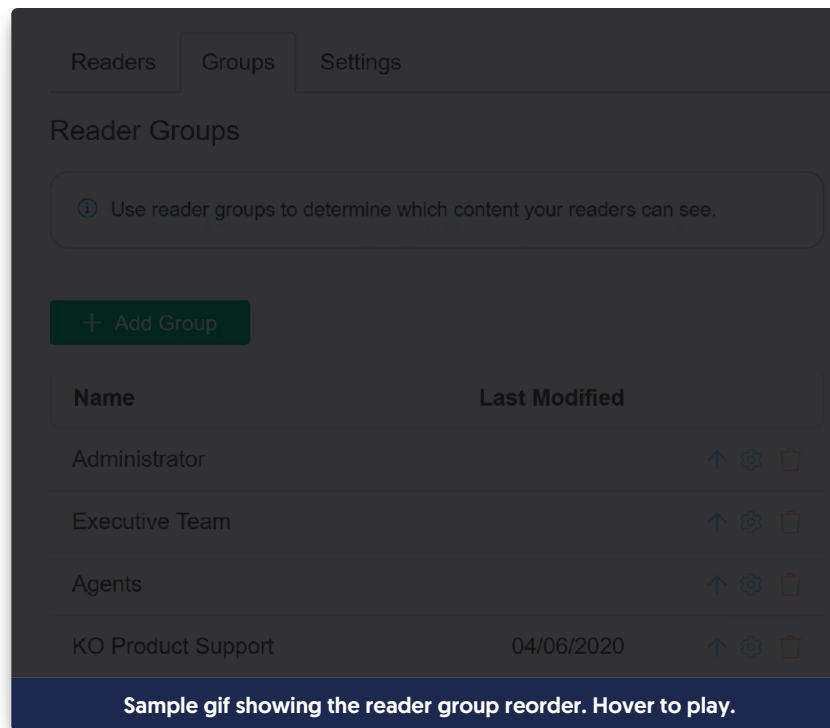 Readers Groups Settings
Reader Groups
Use reader groups to determine which content your readers can see.
+ Add Group
Name Last Modified
Administrator
Executive Team
Agents
KO Product Support 04/06/2020
Sample gif showing the reader group reorder. Hover to play.